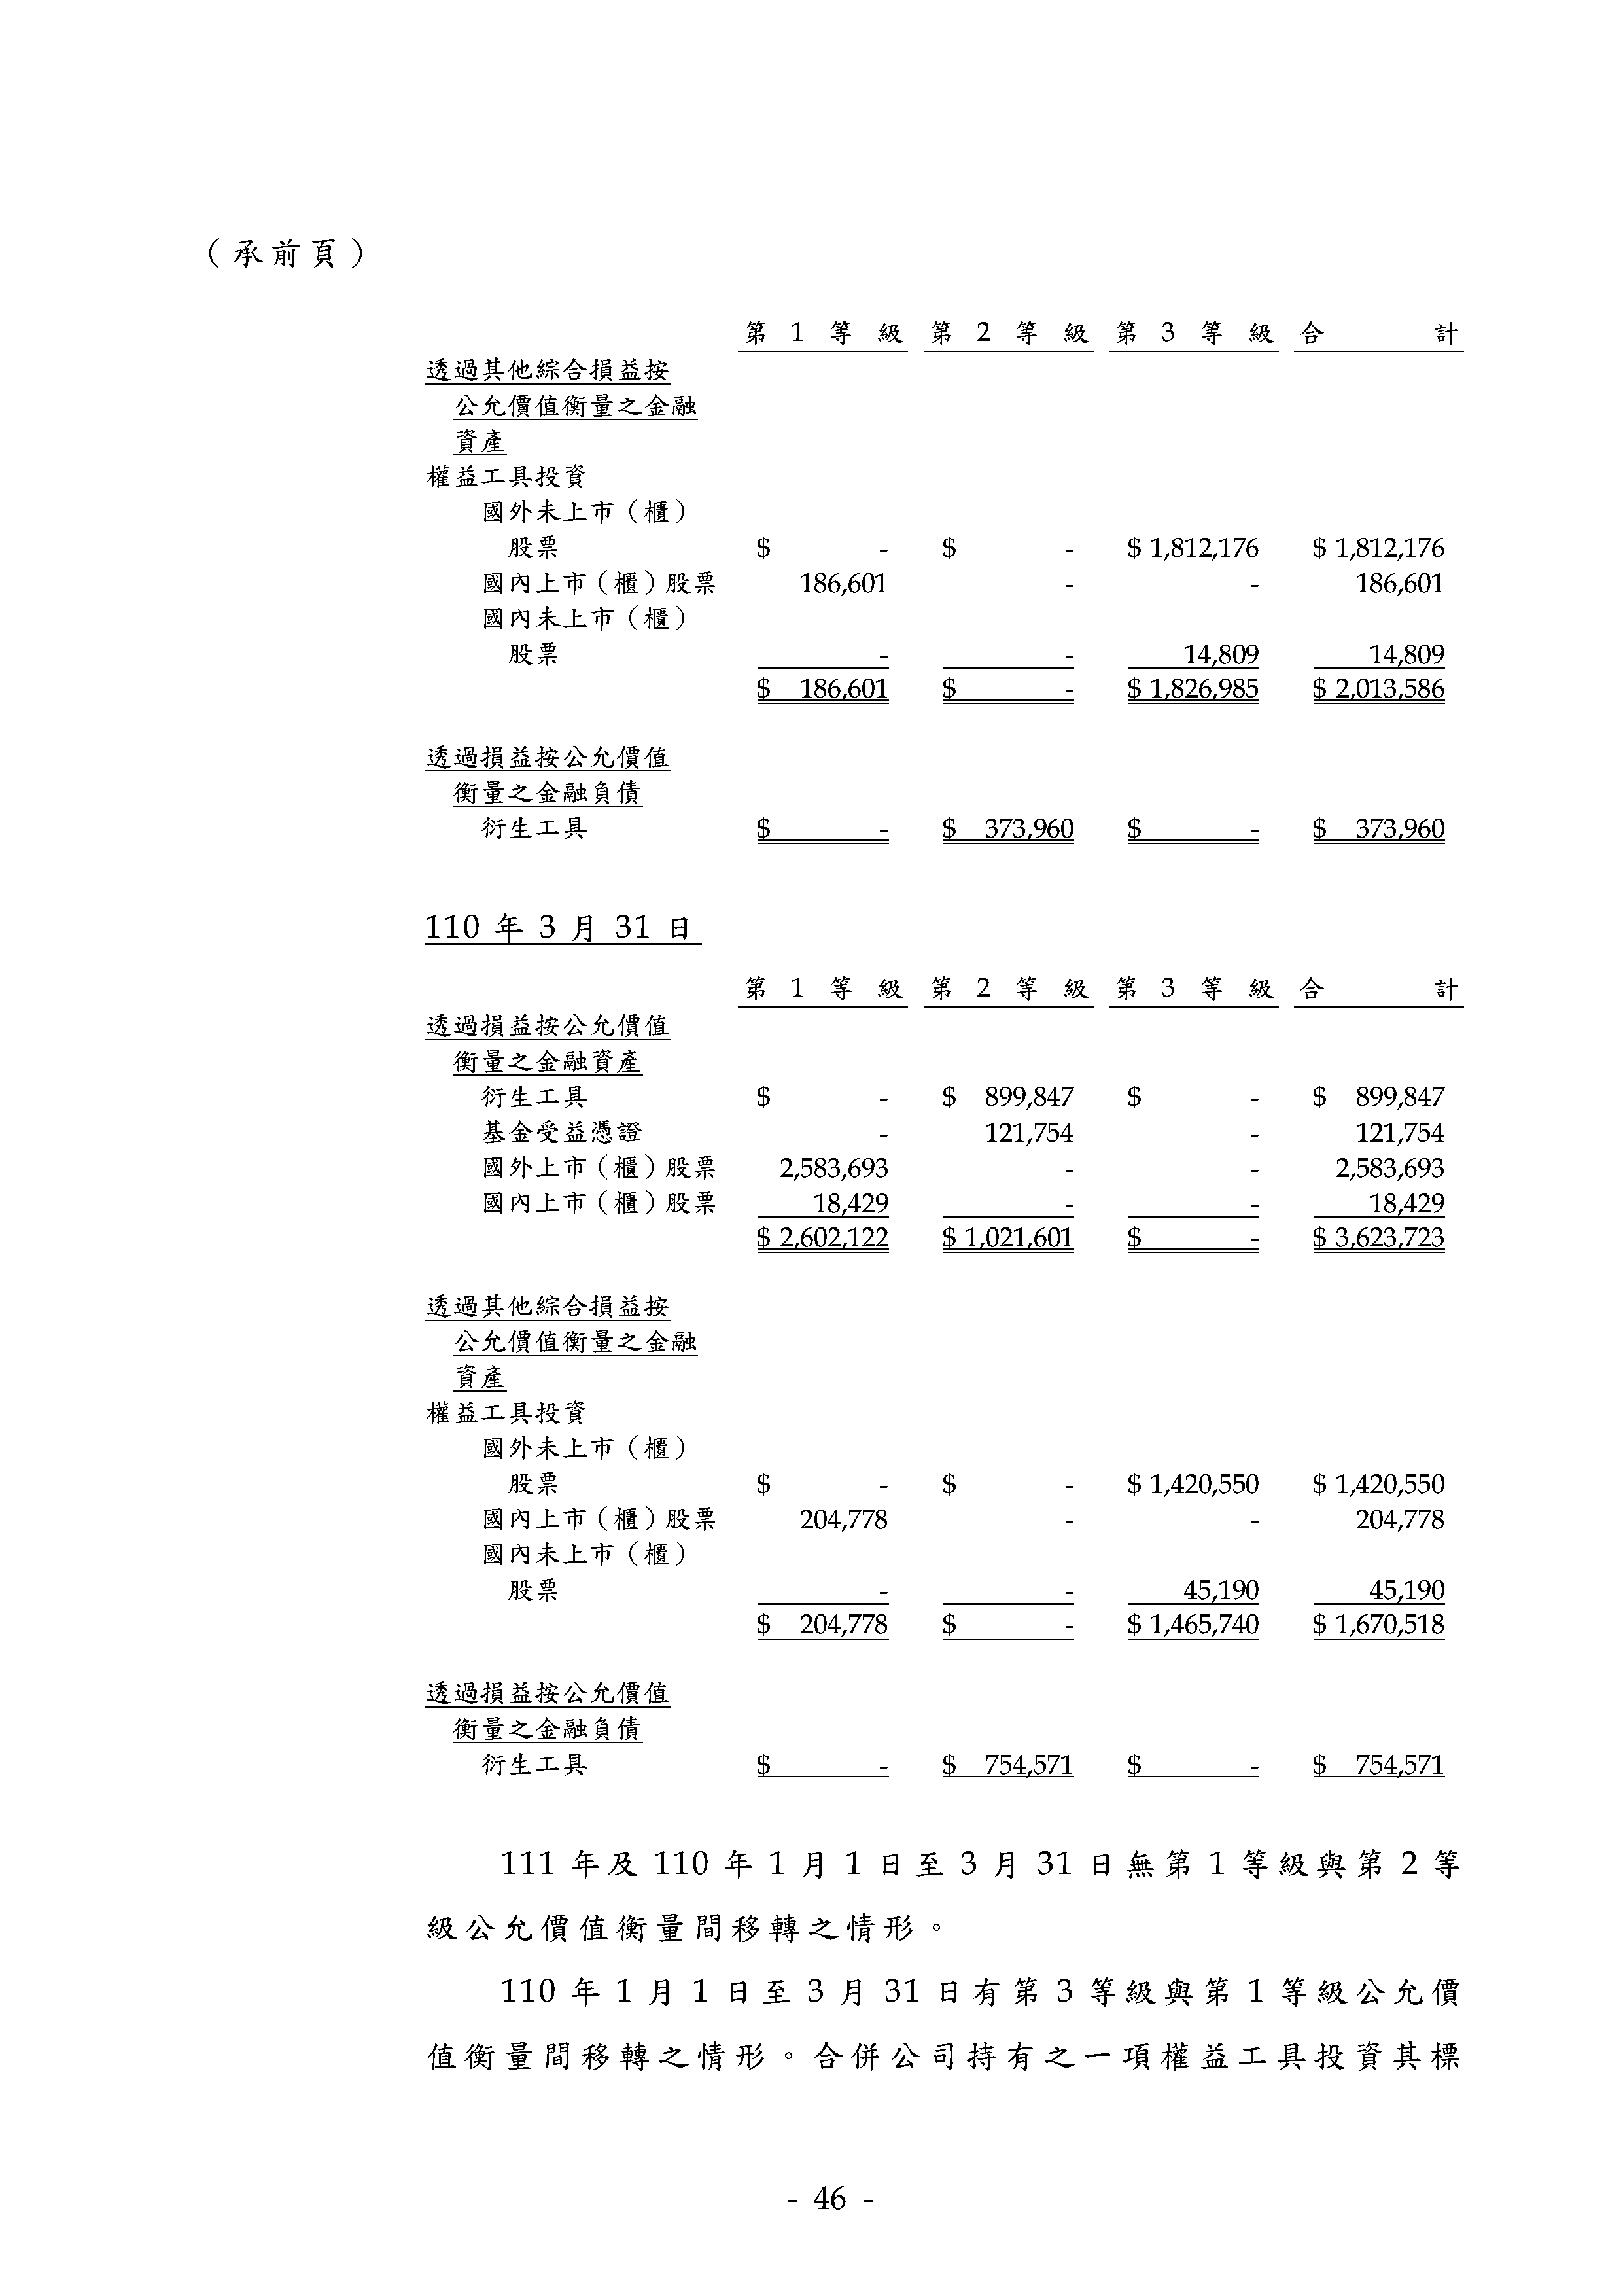 （承前頁）
第 1 等 級 第 2 等 級 第 3 等 級 合 計
透過其他綜合損益按
公允價值衡量之金融
資產
權益工具投資
國外未上市（櫃）
股票 $ - $ - $ 1,812,176 $ 1,812,176
國內上市（櫃）股票 186,601 - - 186,601
國內未上市（櫃）
股票 - - 14,809 14,809
$ 186,601 $ - $ 1,826,985 $ 2,013,586
透過損益按公允價值
衡量之金融負債
衍生工具 $ - $ 373,960 $ - $ 373,960
110 年 3 月 31 日
第 1 等 級 第 2 等 級 第 3 等 級 合 計
透過損益按公允價值
衡量之金融資產
衍生工具 $ - $ 899,847 $ - $ 899,847
基金受益憑證 - 121,754 - 121,754
國外上市（櫃）股票 2,583,693 - - 2,583,693
國內上市（櫃）股票 18,429 - - 18,429
$ 2,602,122 $ 1,021,601 $ - $ 3,623,723
透過其他綜合損益按
公允價值衡量之金融
資產
權益工具投資
國外未上市（櫃）
股票 $ - $ - $ 1,420,550 $ 1,420,550
國內上市（櫃）股票 204,778 - - 204,778
國內未上市（櫃）
股票 - - 45,190 45,190
$ 204,778 $ - $ 1,465,740 $ 1,670,518
透過損益按公允價值
衡量之金融負債
衍生工具 $ - $ 754,571 $ - $ 754,571
111 年及 110 年 1 月 1 日至 3 月 31 日無第 1 等級與第 2 等
級公允價值衡量間移轉之情形。
110 年 1 月 1 日至 3 月 31 日有第 3 等級與第 1 等級公允價
值衡量間移轉之情形。合併公司持有之一項權益工具投資其標
- 46 -